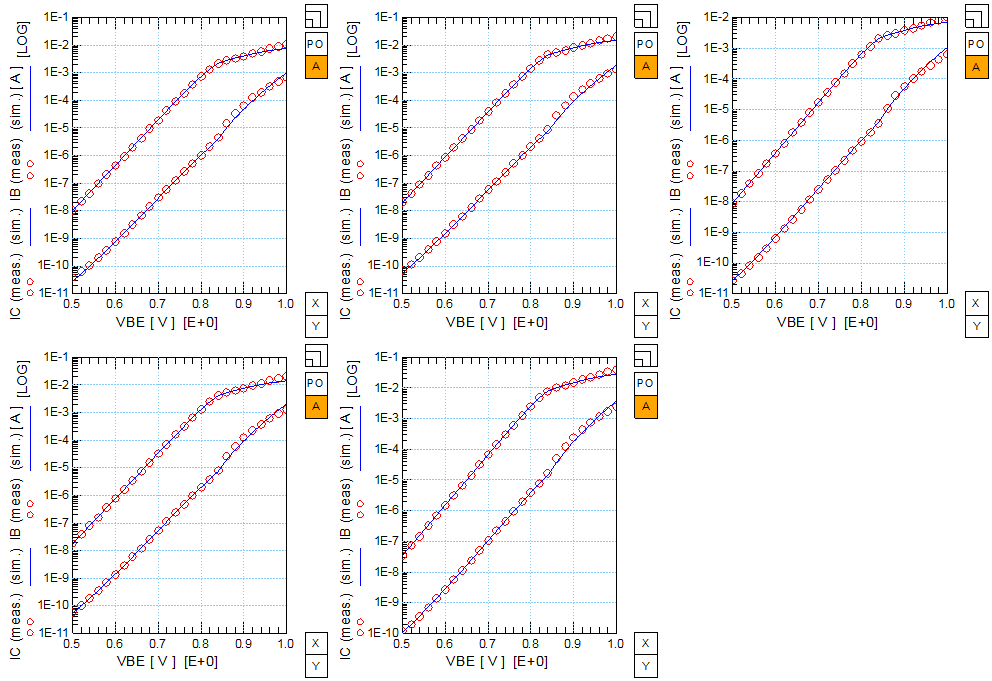 IC (meas.) (sim.) IB (meas) (sim.) [ A ] [LOG]
1E-1
1E-2
1E-3
1E-4
1E-5
1E-6
1E-7
1E-8
1E-9
1E-10
1E-11
0.5 0.6 0.7 0.8 0.9 1.0
VBE [ V ] [E+0]
PO
A
X
Y
IC (meas.) (sim.) IB (meas) (sim.) [ A ] [LOG]
1E-1
1E-2
1E-3
1E-4
1E-5
1E-6
1E-7
1E-8
1E-9
1E-10
1E-11
0.5 0.6 0.7 0.8 0.9 1.0
VBE [ V ] [E+0]
PO
A
X
Y
IC (meas.) (sim.) IB (meas) (sim.) [ A ] [LOG]
1E-2
1E-3
1E-4
1E-5
1E-6
1E-7
1E-8
1E-9
1E-10
1E-11
0.5 0.6 0.7 0.8 0.9 1.0
VBE [ V ] [E+0]
PO
A
X
Y
IC (meas.) (sim.) IB (meas) (sim.) [ A ] [LOG]
1E-1
1E-2
1E-3
1E-4
1E-5
1E-6
1E-7
1E-8
1E-9
1E-10
1E-11
0.5 0.6 0.7 0.8 0.9 1.0
VBE [ V ] [E+0]
PO
A
X
Y
IC (meas.) (sim.) IB (meas) (sim.) [ A ] [LOG]
1E-1
1E-2
1E-3
1E-4
1E-5
1E-6
1E-7
1E-8
1E-9
1E-10
0.5 0.6 0.7 0.8 0.9 1.0
VBE [ V ] [E+0]
PO
A
X
Y